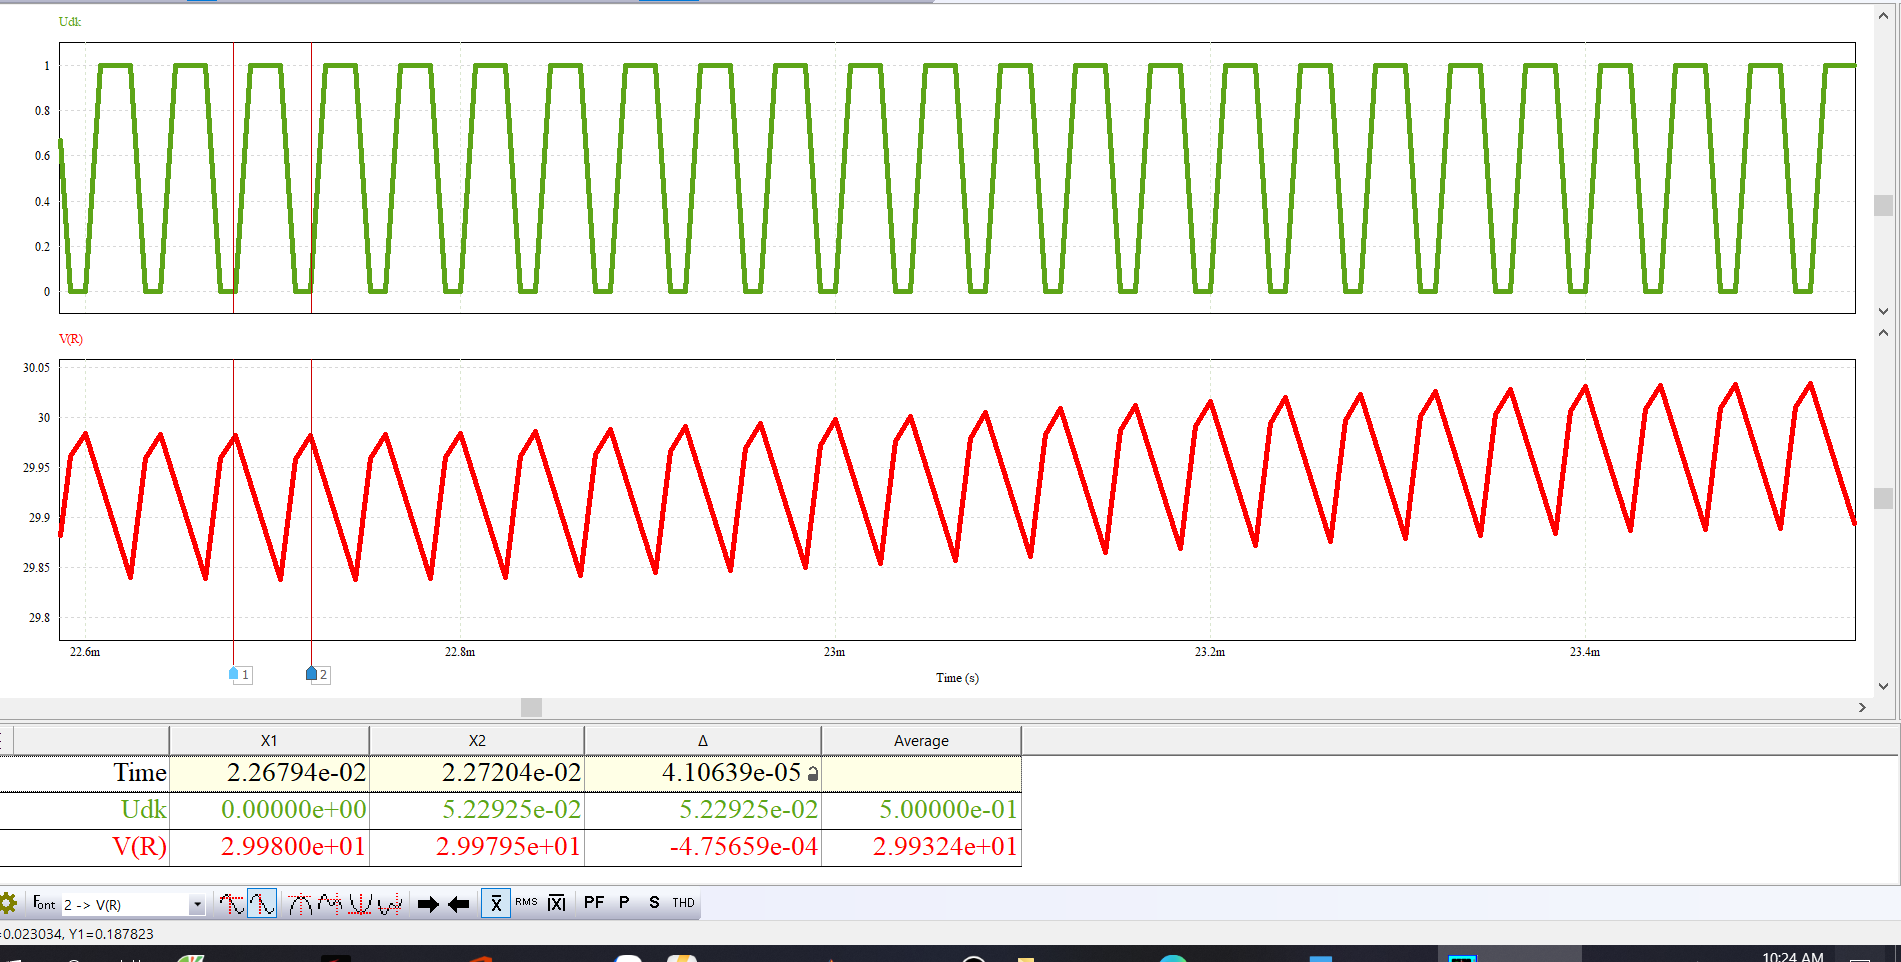 Udk
1
0.8
0.6
0.4
0.2
0
V(R)
30.05
30
29.95
29.9
29.85
29.8
22.6m 22.8m 23m 23.2m 23.4m
1 2
Time (s)
X1 X2 Δ Average
Time 2.26794e-02 2.27204e-02 4.10639e-05
Udk 0.00000e+00 5.22925e-02 5.22925e-02 5.00000e-01
V(R) 2.99800e+01 2.99795e+01 -4.75659e-04 2.99324e+01
Font 2 -> V(R) X RMS |X| PF P S THD
=0.023034, Y1=0.187823
10:24 AM